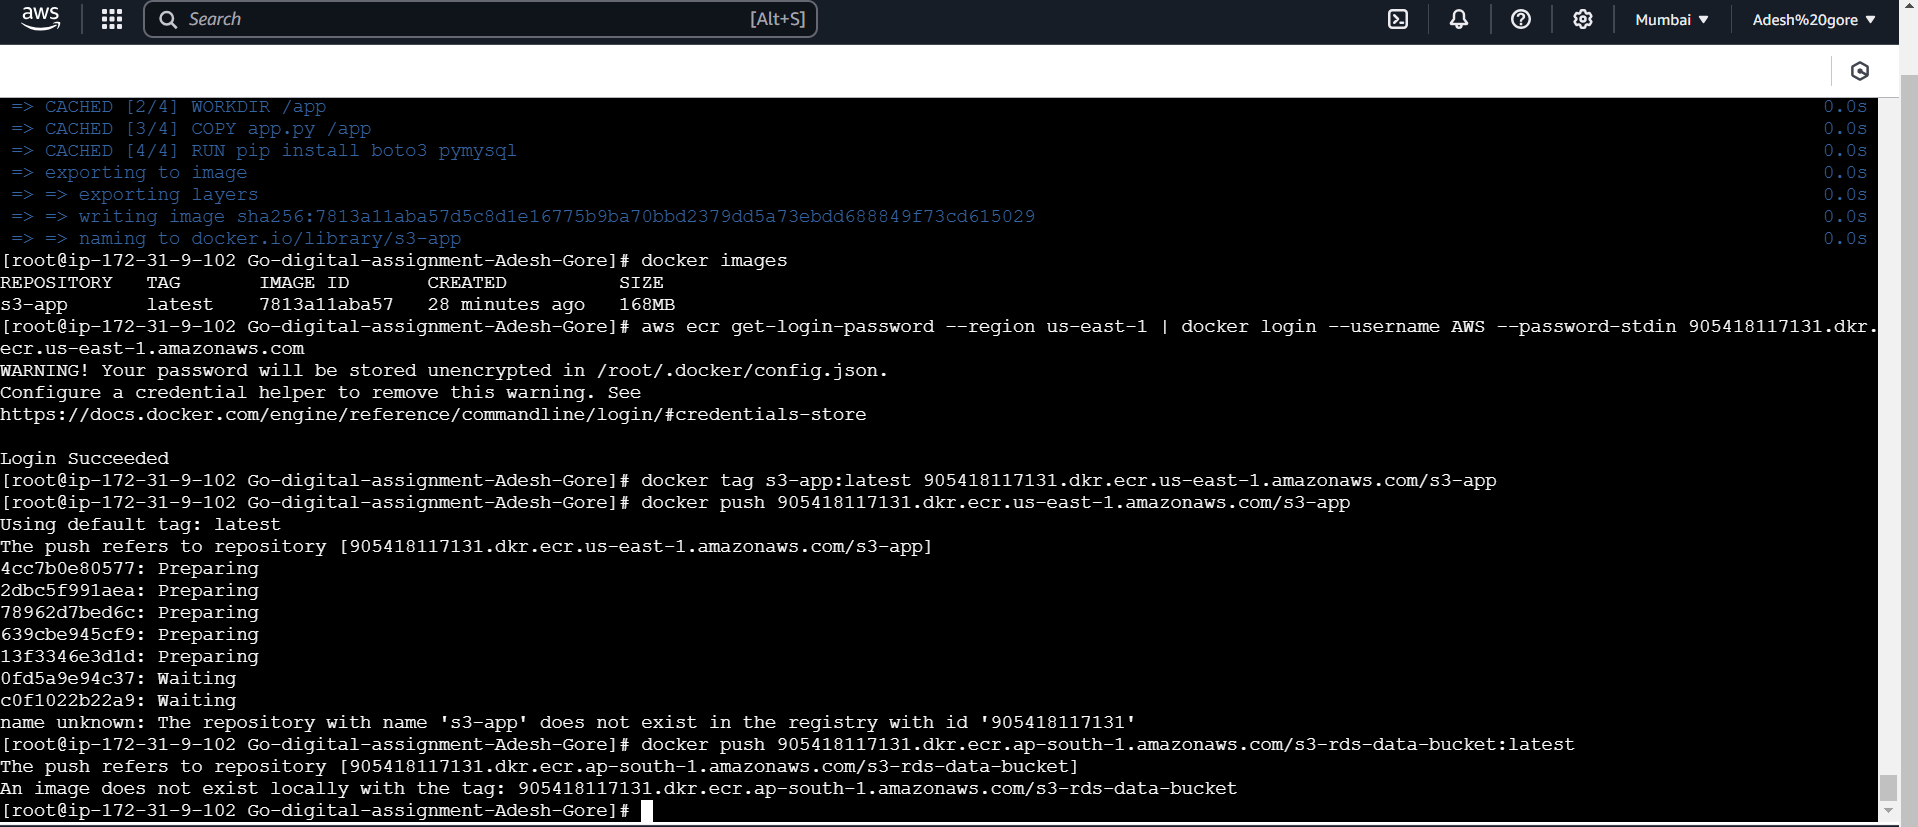 aws
Search [Alt+S]
Mumbai ▼ Adesh%20gore ▼
=> CACHED [2/4] WORKDIR /app 0.0s
=> CACHED [3/4] COPY app.py /app 0.0s
=> CACHED [4/4] RUN pip install boto3 pymysql 0.0s
=> exporting to image 0.0s
=> => exporting layers 0.0s
=> => writing image sha256:7813a11aba57d5c8d1e16775b9ba70bbd2379dd5a73ebdd688849f73cd615029 0.0s
=> => naming to docker.io/library/s3-app 0.0s
[root@ip-172-31-9-102 Go-digital-assignment-Adesh-Gore]# docker images
REPOSITORY TAG IMAGE ID CREATED SIZE
s3-app latest 7813a11aba57 28 minutes ago 168MB
[root@ip-172-31-9-102 Go-digital-assignment-Adesh-Gore]# aws ecr get-login-password --region us-east-1 | docker login --username AWS --password-stdin 905418117131.dkr.
ecr.us-east-1.amazonaws.com
WARNING! Your password will be stored unencrypted in /root/.docker/config.json.
Configure a credential helper to remove this warning. See
https://docs.docker.com/engine/reference/commandline/login/#credentials-store
Login Succeeded
[root@ip-172-31-9-102 Go-digital-assignment-Adesh-Gore]# docker tag s3-app:latest 905418117131.dkr.ecr.us-east-1.amazonaws.com/s3-app
[root@ip-172-31-9-102 Go-digital-assignment-Adesh-Gore]# docker push 905418117131.dkr.ecr.us-east-1.amazonaws.com/s3-app
Using default tag: latest
The push refers to repository [905418117131.dkr.ecr.us-east-1.amazonaws.com/s3-app]
4cc7b0e80577: Preparing
2dbc5f991aea: Preparing
78962d7bed6c: Preparing
639cbe945cf9: Preparing
13f3346e3d1d: Preparing
0fd5a9e94c37: Waiting
c0f1022b22a9: Waiting
name unknown: The repository with name 's3-app' does not exist in the registry with id '905418117131'
[root@ip-172-31-9-102 Go-digital-assignment-Adesh-Gore]# docker push 905418117131.dkr.ecr.ap-south-1.amazonaws.com/s3-rds-data-bucket:latest
The push refers to repository [905418117131.dkr.ecr.ap-south-1.amazonaws.com/s3-rds-data-bucket]
An image does not exist locally with the tag: 905418117131.dkr.ecr.ap-south-1.amazonaws.com/s3-rds-data-bucket
[root@ip-172-31-9-102 Go-digital-assignment-Adesh-Gore]#